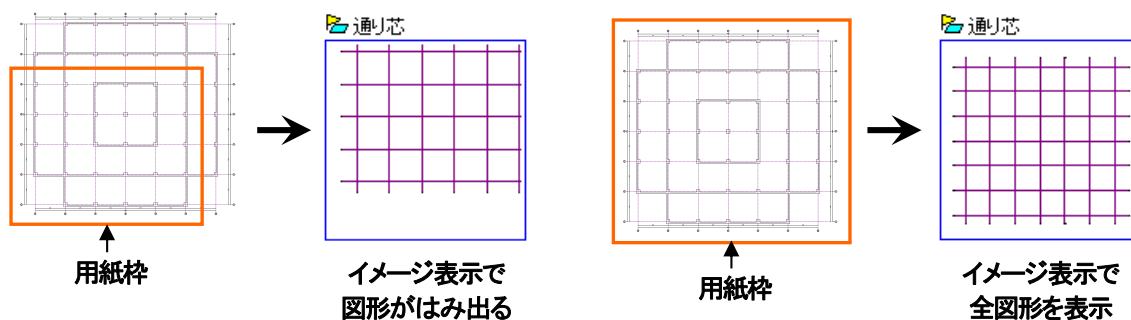 通り芯
用紙枠
イメージ表示で
図形がはみ出る
通り芯
用紙枠
イメージ表示で
全図形を表示